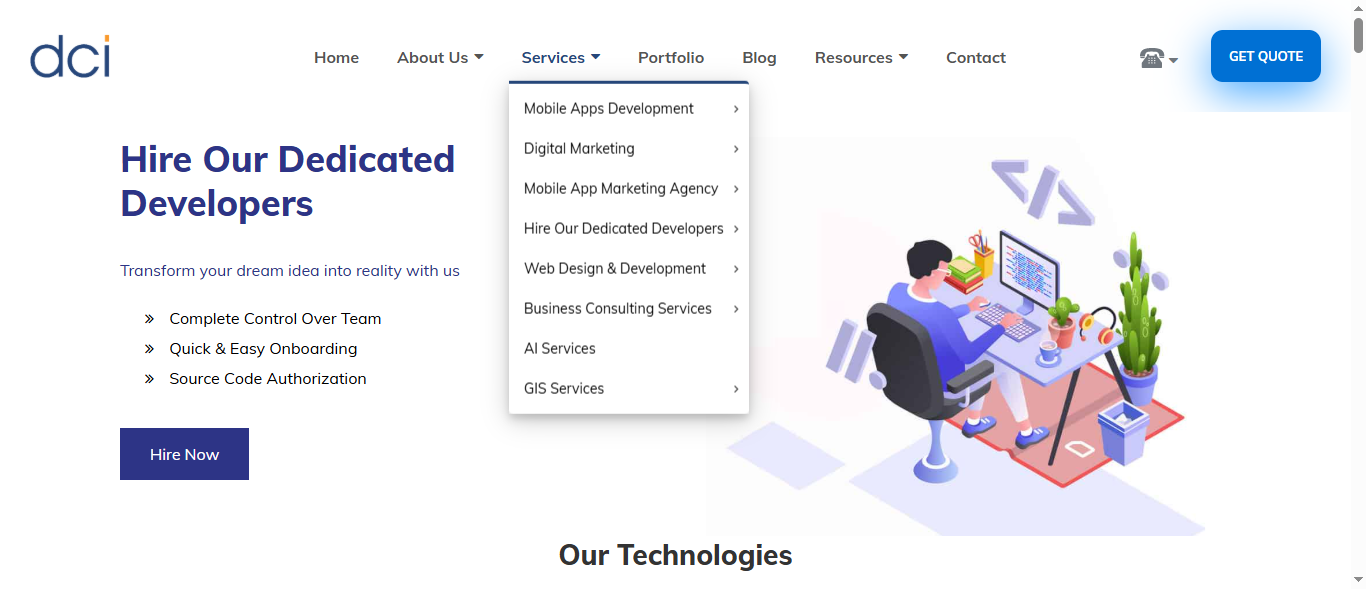 dci
Home
About Us
Services
Portfolio
Blog
Resources
Contact
GET QUOTE
Mobile Apps Development
Digital Marketing
Mobile App Marketing Agency
Hire Our Dedicated Developers
Web Design & Development
Business Consulting Services
AI Services
GIS Services
Hire Our Dedicated
Developers
Transform your dream idea into reality with us
Complete Control Over Team
Quick & Easy Onboarding
Source Code Authorization
Hire Now
Our Technologies